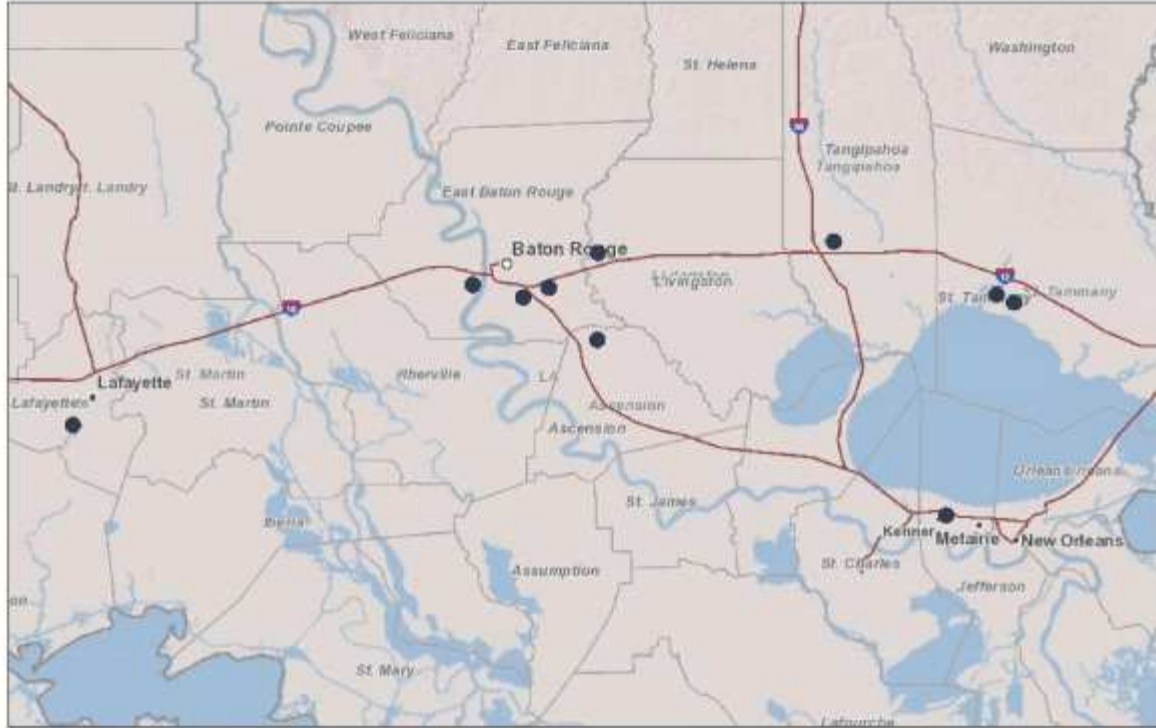 West Feliciana
East Feliciana
Washington
St. Helena
Pointe Coupee
Tangipahoa
Tangipahoa
East Baton Rouge
Baton Rouge
Livingston
Tammany
Lafayette
St. Martin
St. Martin
Iberville
LA
Ascension
Ascension
St. James
Iberia
Kenner
Metairie
New Orleans
St. Charles
Assumption
Jefferson
St. Mary
Lafourche